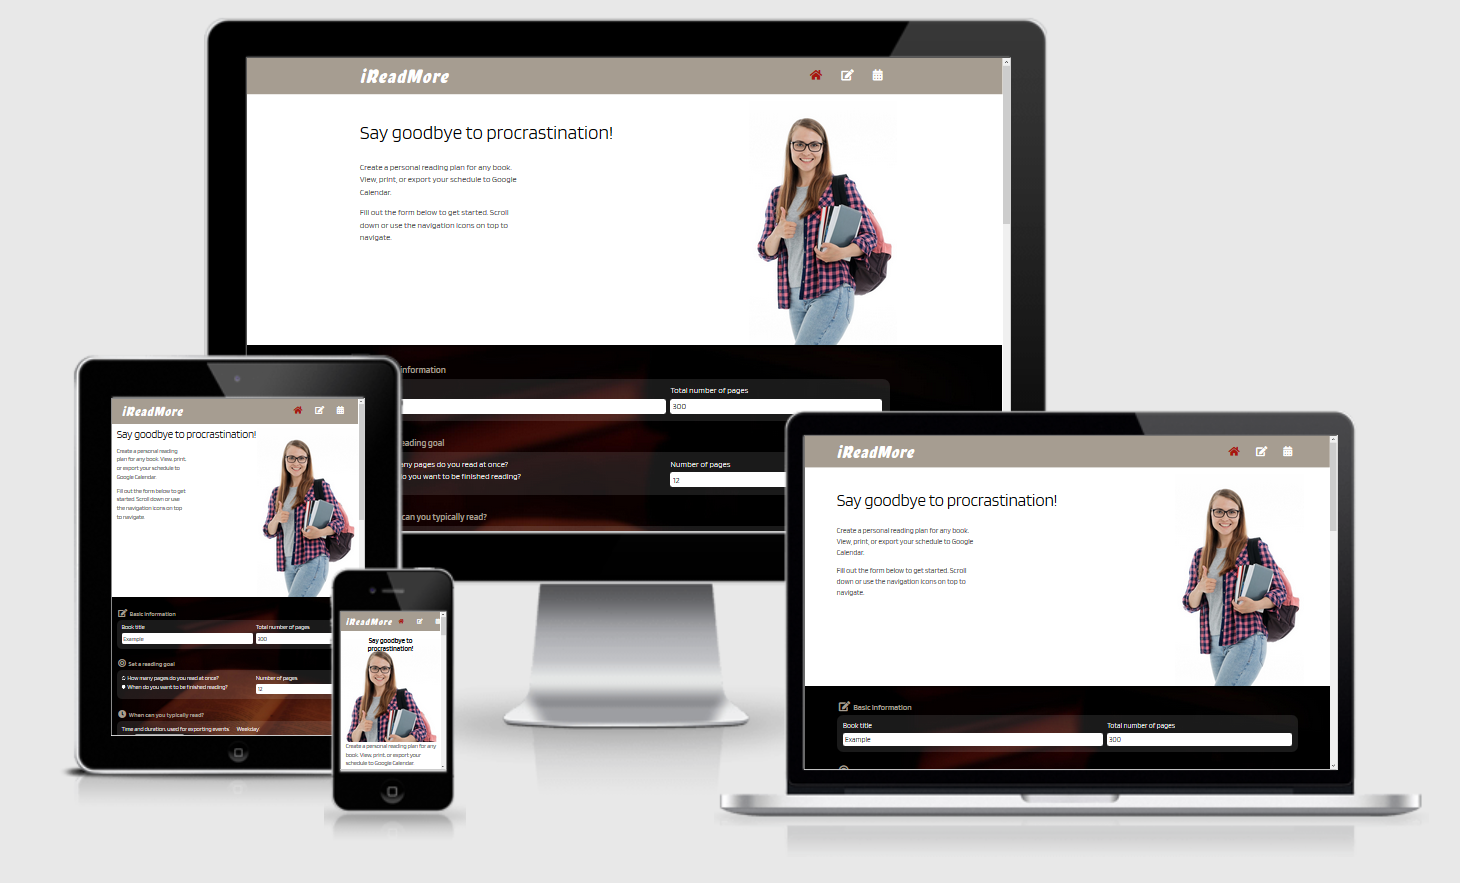 iReadMore
Say goodbye to procrastination!
Create a personal reading plan for any book.
View, print, or export your schedule to Google
Calendar.
Fill out the form below to get started. Scroll
down or use the navigation icons on top to
navigate.
information
Total number of pages
300
eading goal
any pages do you read at once?
Number of pages
o you want to be finished reading?
12
can you typically read?
iReadMore
Say goodbye to procrastination!
Create a personal reading
plan for any book. View, print,
or export your schedule to
Google Calendar.
Fill out the form below to get
started. Scroll down or use
the navigation icons on top
to navigate.
Basic information
Book title
Total number of pages
Example
300
Set a reading goal
How many pages do you read at once?
Number of pages
When do you want to be finished reading?
12
When can you typically read?
Time and duration, used for exporting events
Weekday
iReadMore
Say goodbye to
procrastination!
Create a personal reading plan for any
book. View, print, or export your
schedule to Google Calendar.
iReadMore
Say goodbye to procrastination!
Create a personal reading plan for any book.
View, print, or export your schedule to Google
Calendar.
Fill out the form below to get started. Scroll
down or use the navigation icons on top to
navigate.
Basic information
Book title
Total number of pages
Example
300